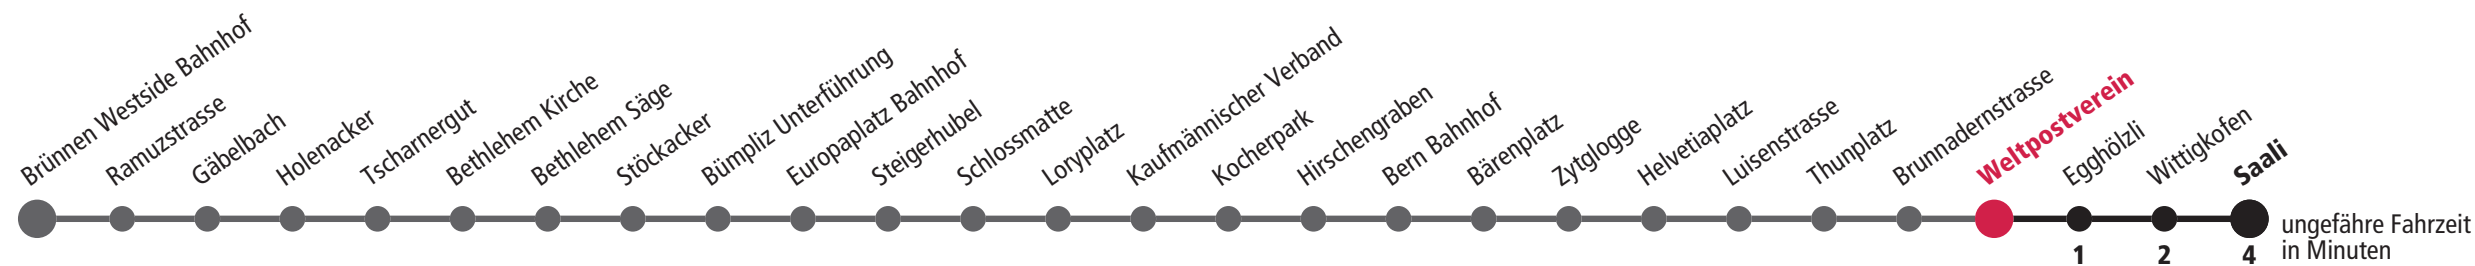 Brünnen Westside Bahnhof
Ramuzstrasse
Gäbelbach
Holenacker
Tscharnergut
Bethlehem Kirche
Bethlehem Säge
Stöckacker
Bümpliz Unterführung
Europaplatz Bahnhof
Steigerhubel
Schlossmatte
Loryplatz
Kaufmännischer Verband
Kocherpark
Hirschengraben
Bern Bahnhof
Bärenplatz
Zytglogge
Helvetiaplatz
Luisenstrasse
Thunplatz
Brunnadernstrasse
Weltpostverein
Egghölzli
Wittigkofen
Saali
1
2
4
ungefähre Fahrzeit
in Minuten